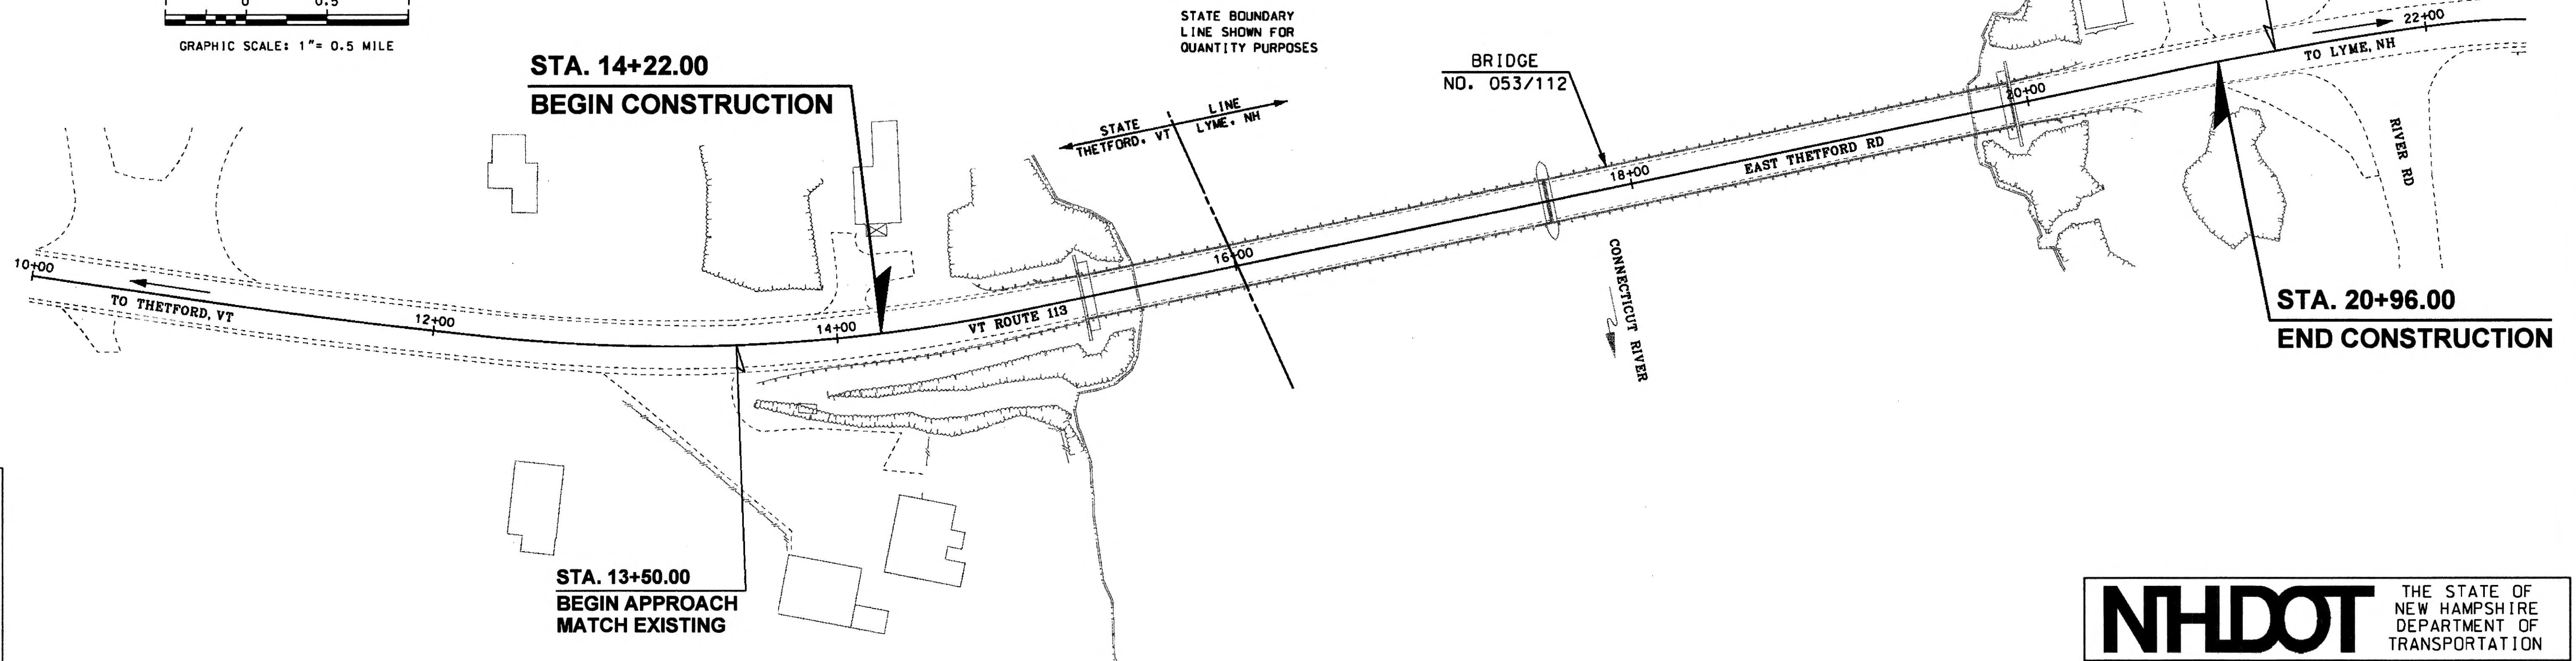 0 0.5
GRAPHIC SCALE: 1"= 0.5 MILE
STATE BOUNDARY
LINE SHOWN FOR
QUANTITY PURPOSES
STA. 14+22.00
BEGIN CONSTRUCTION
BRIDGE
NO. 053/112
STATE LINE
THETFORD, VT LYME, NH
10+00
TO THETFORD, VT
12+00
14+00
VT ROUTE 113
16+00
18+00
EAST THETFORD RD
20+00
TO LYME, NH
22+00
RIVER RD
CONNECTICUT RIVER
STA. 20+96.00
END CONSTRUCTION
STA. 13+50.00
BEGIN APPROACH
MATCH EXISTING
NHDOT
THE STATE OF
NEW HAMPSHIRE
DEPARTMENT OF
TRANSPORTATION